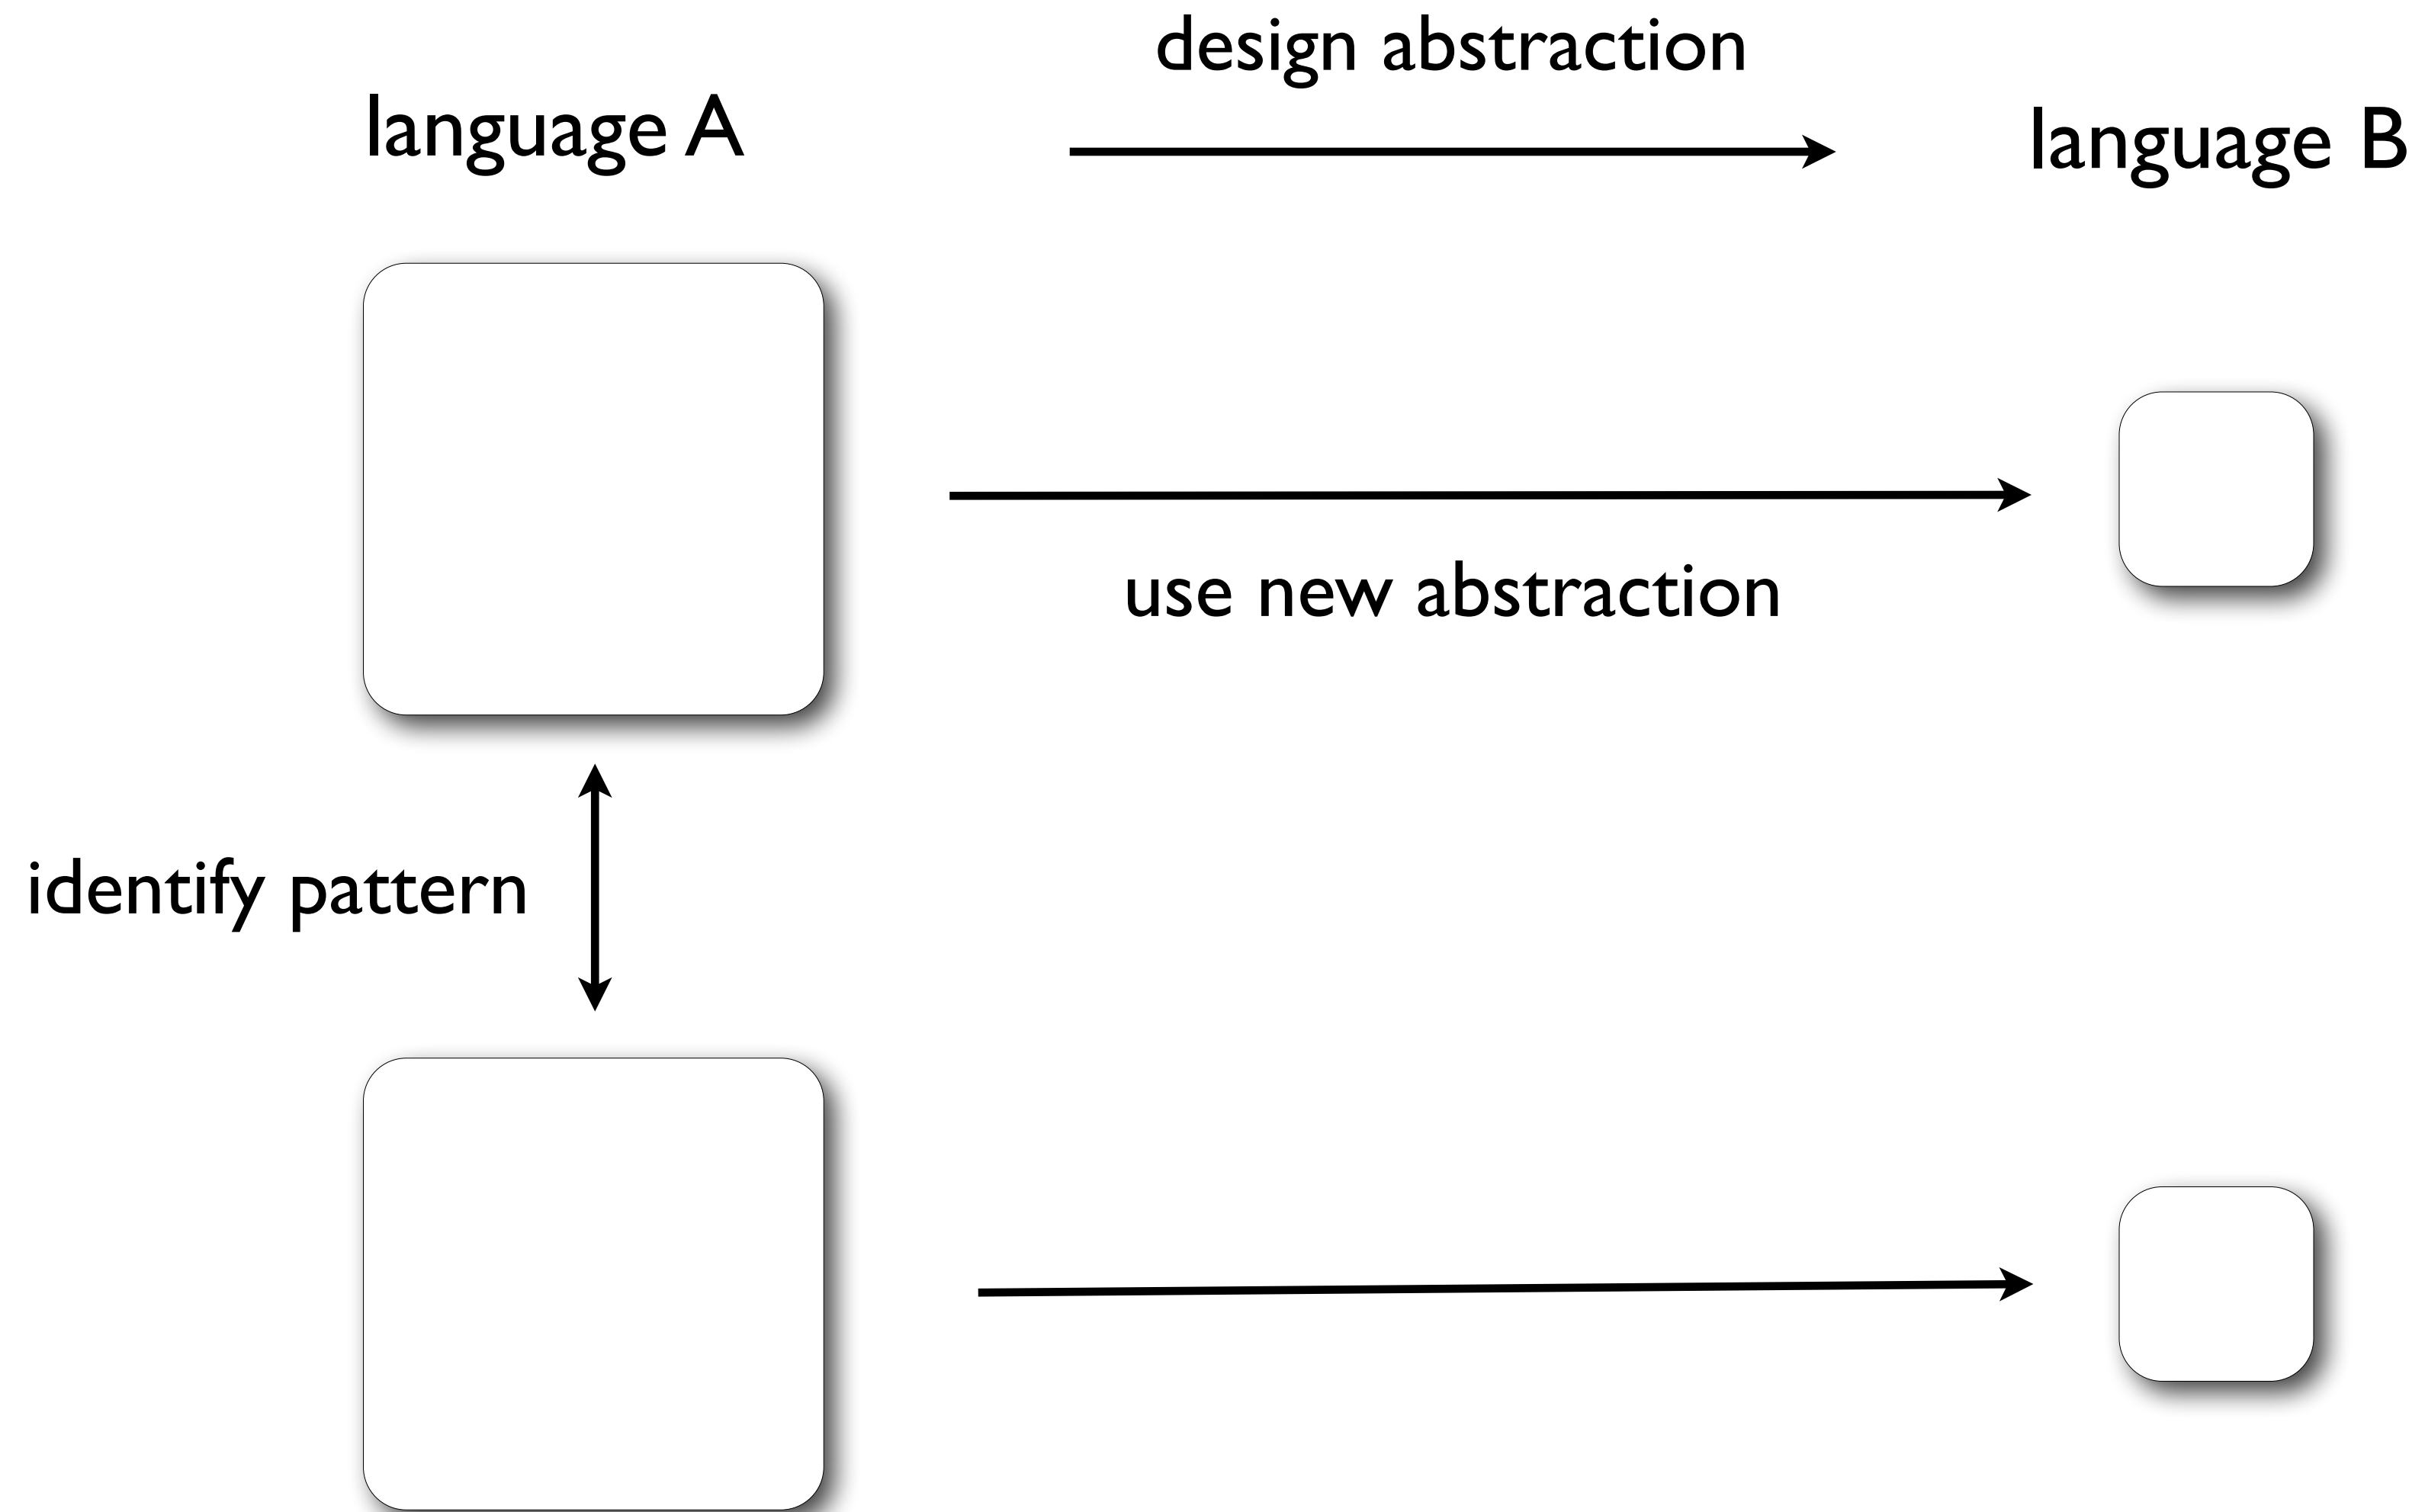 design abstraction
language A
language B
use new abstraction
identify pattern